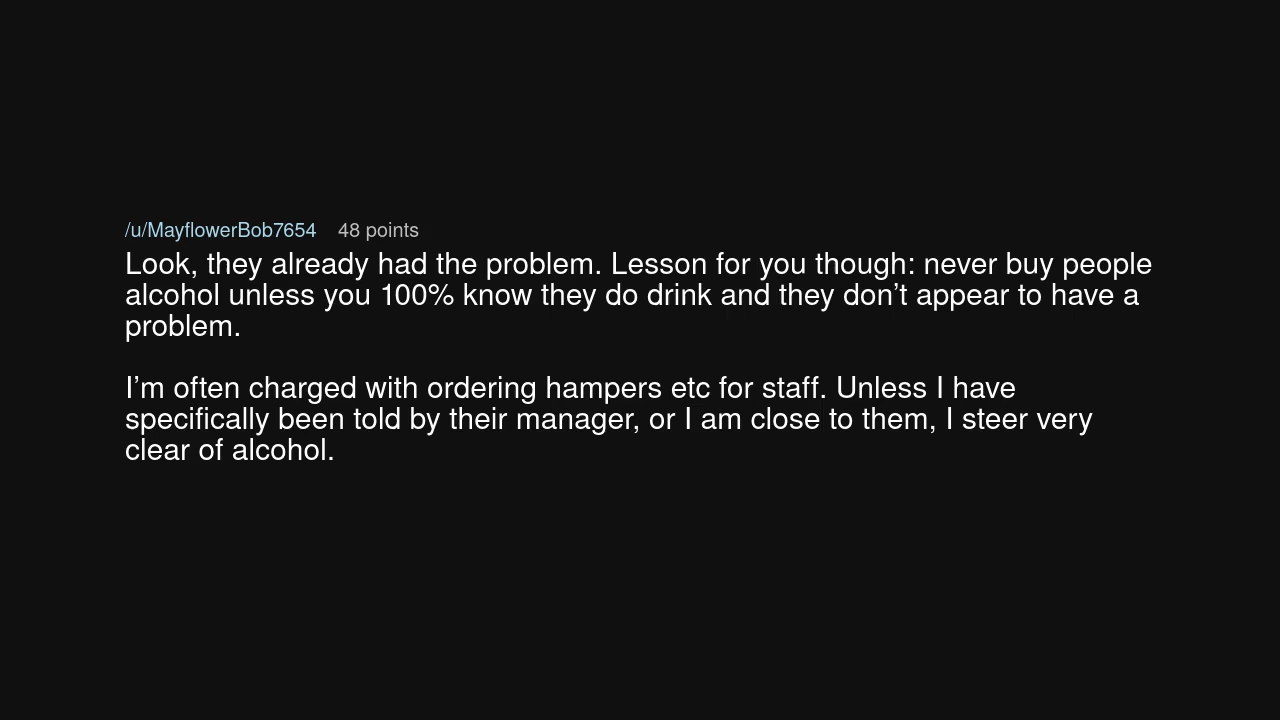 /u/MayflowerBob7654 48 points
Look, they already had the problem. Lesson for you though: never buy people
alcohol unless you 100% know they do drink and they don’t appear to have a
problem.
I’m often charged with ordering hampers etc for staff. Unless I have
specifically been told by their manager, or I am close to them, I steer very
clear of alcohol.